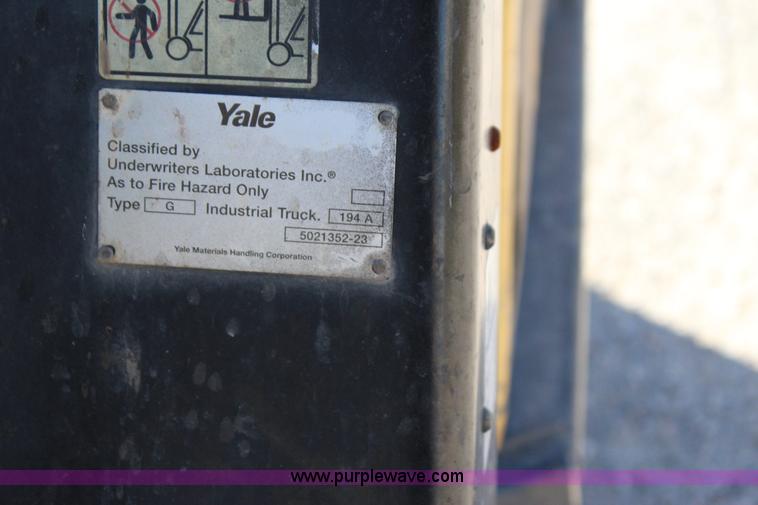 Yale
Classified by
Underwriters Laboratories Inc.®
As to Fire Hazard Only
Type G Industrial Truck. 194 A
5021352-23
Yale Materials Handling Corporation
www.purplewave.com